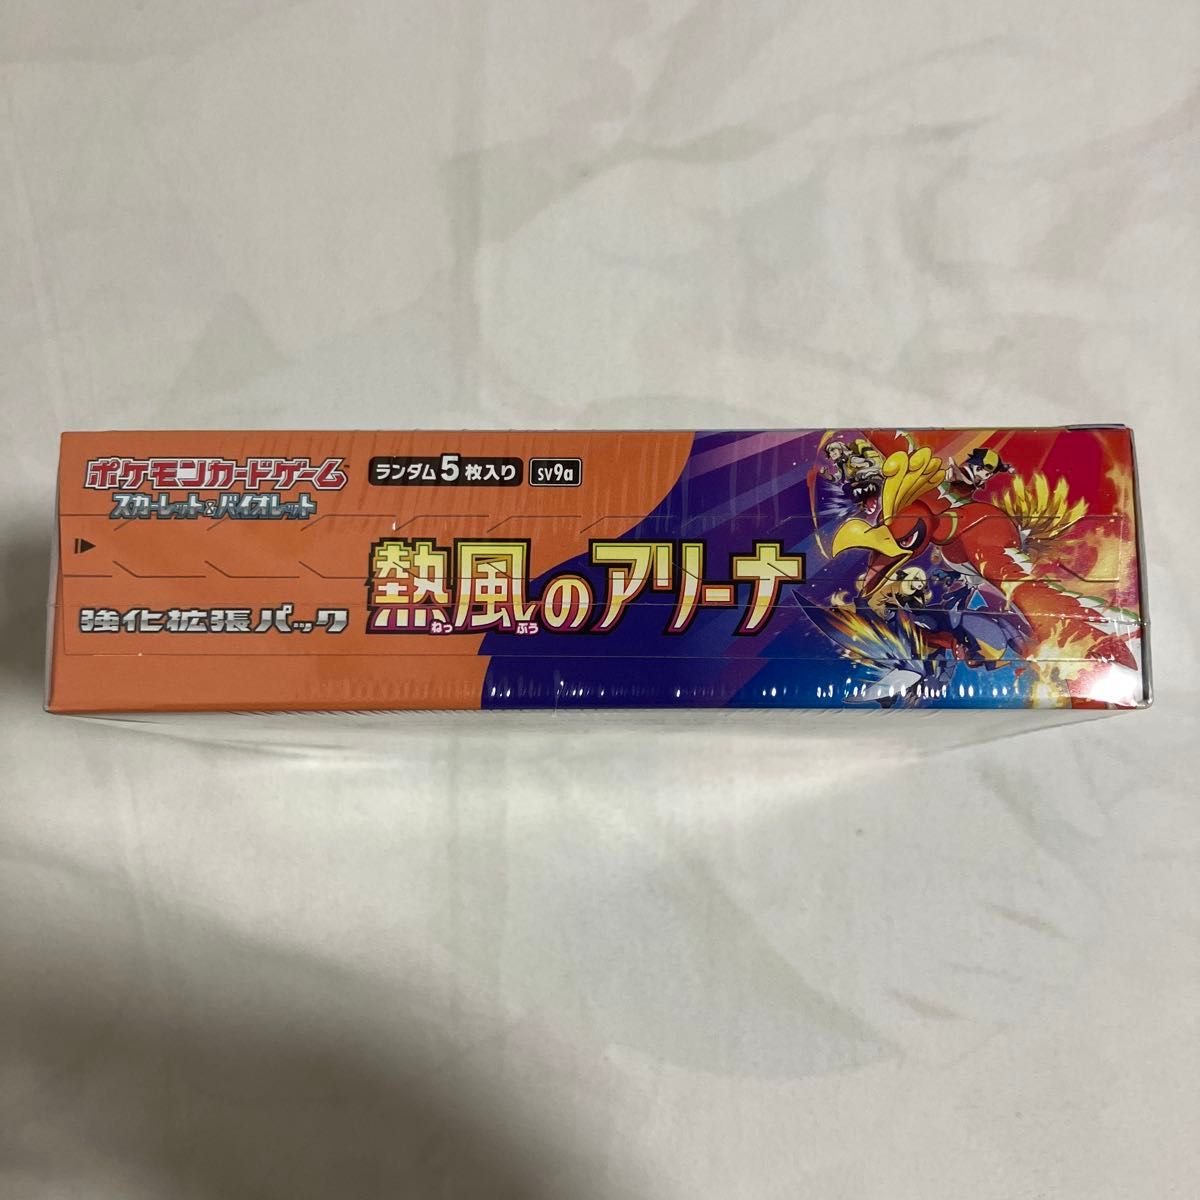 ポケモンカードゲーム
スカーレット&バイオレット
ランダム5枚入り
sv9a
強化拡張パック
熱風のアリーナ
ねっ ぷう